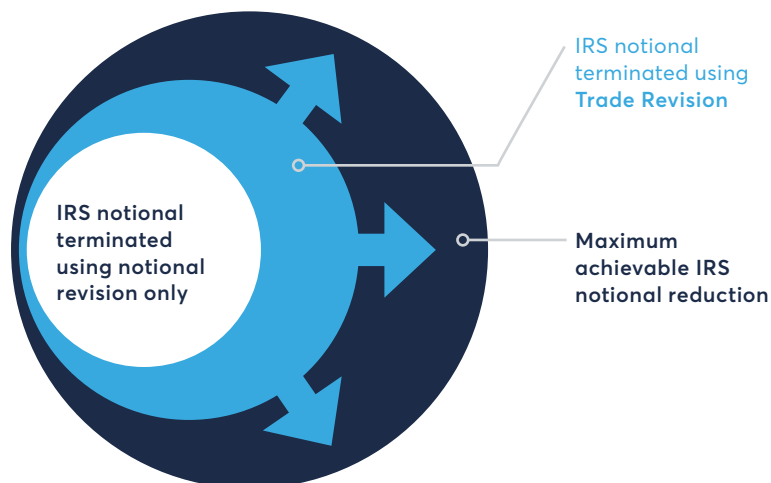 IRS notional
terminated using
Trade Revision
IRS notional
terminated
using notional
revision only
Maximum
achievable IRS
notional reduction